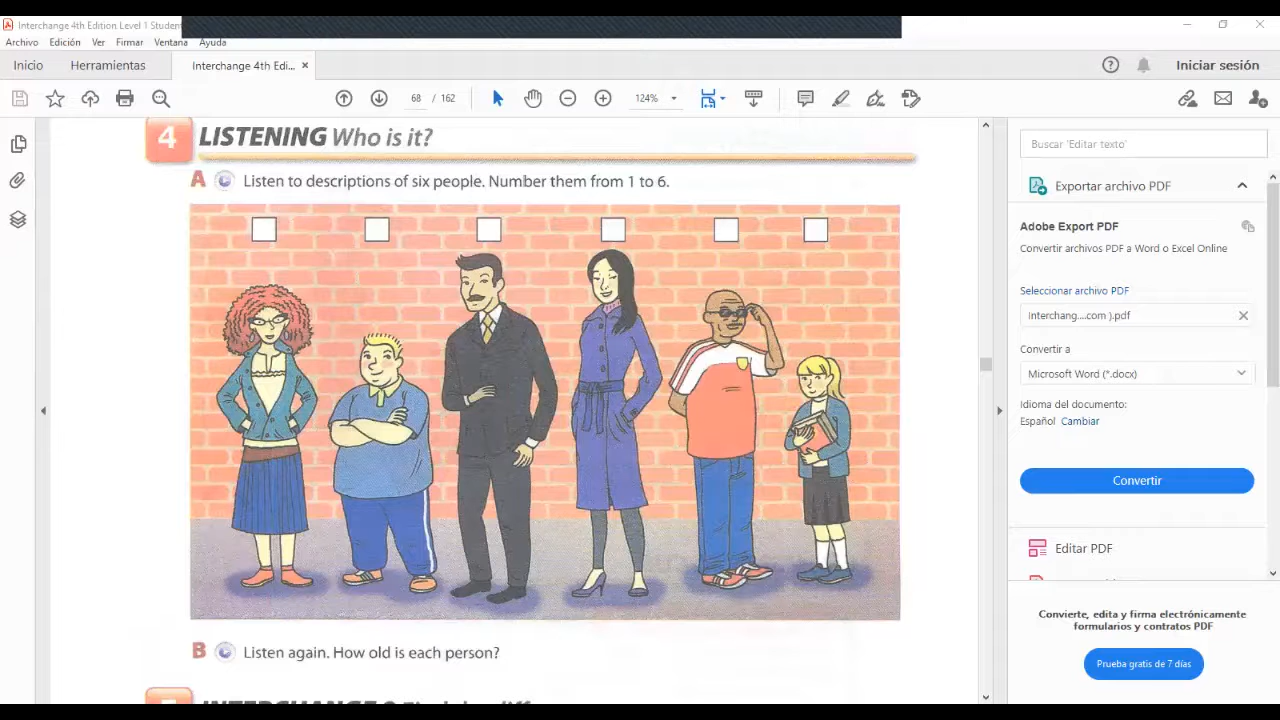 Interchange 4th Edition Level 1 Studen
Archivo Edición Ver Firmar Ventana Ayuda
Inicio Herramientas Interchange 4th Edi... × Iniciar sesión
68 / 162 124%
4 LISTENING Who is it?
A Listen to descriptions of six people. Number them from 1 to 6.
B Listen again. How old is each person?
Buscar 'Editar texto'
Exportar archivo PDF
Adobe Export PDF
Convertir archivos PDF a Word o Excel Online
Seleccionar archivo PDF
Interchang....com ).pdf
Convertir a
Microsoft Word (*.docx)
Idioma del documento:
Español Cambiar
Convertir
Editar PDF
Convierte, edita y firma electrónicamente
formularios y contratos PDF
Prueba gratis de 7 días